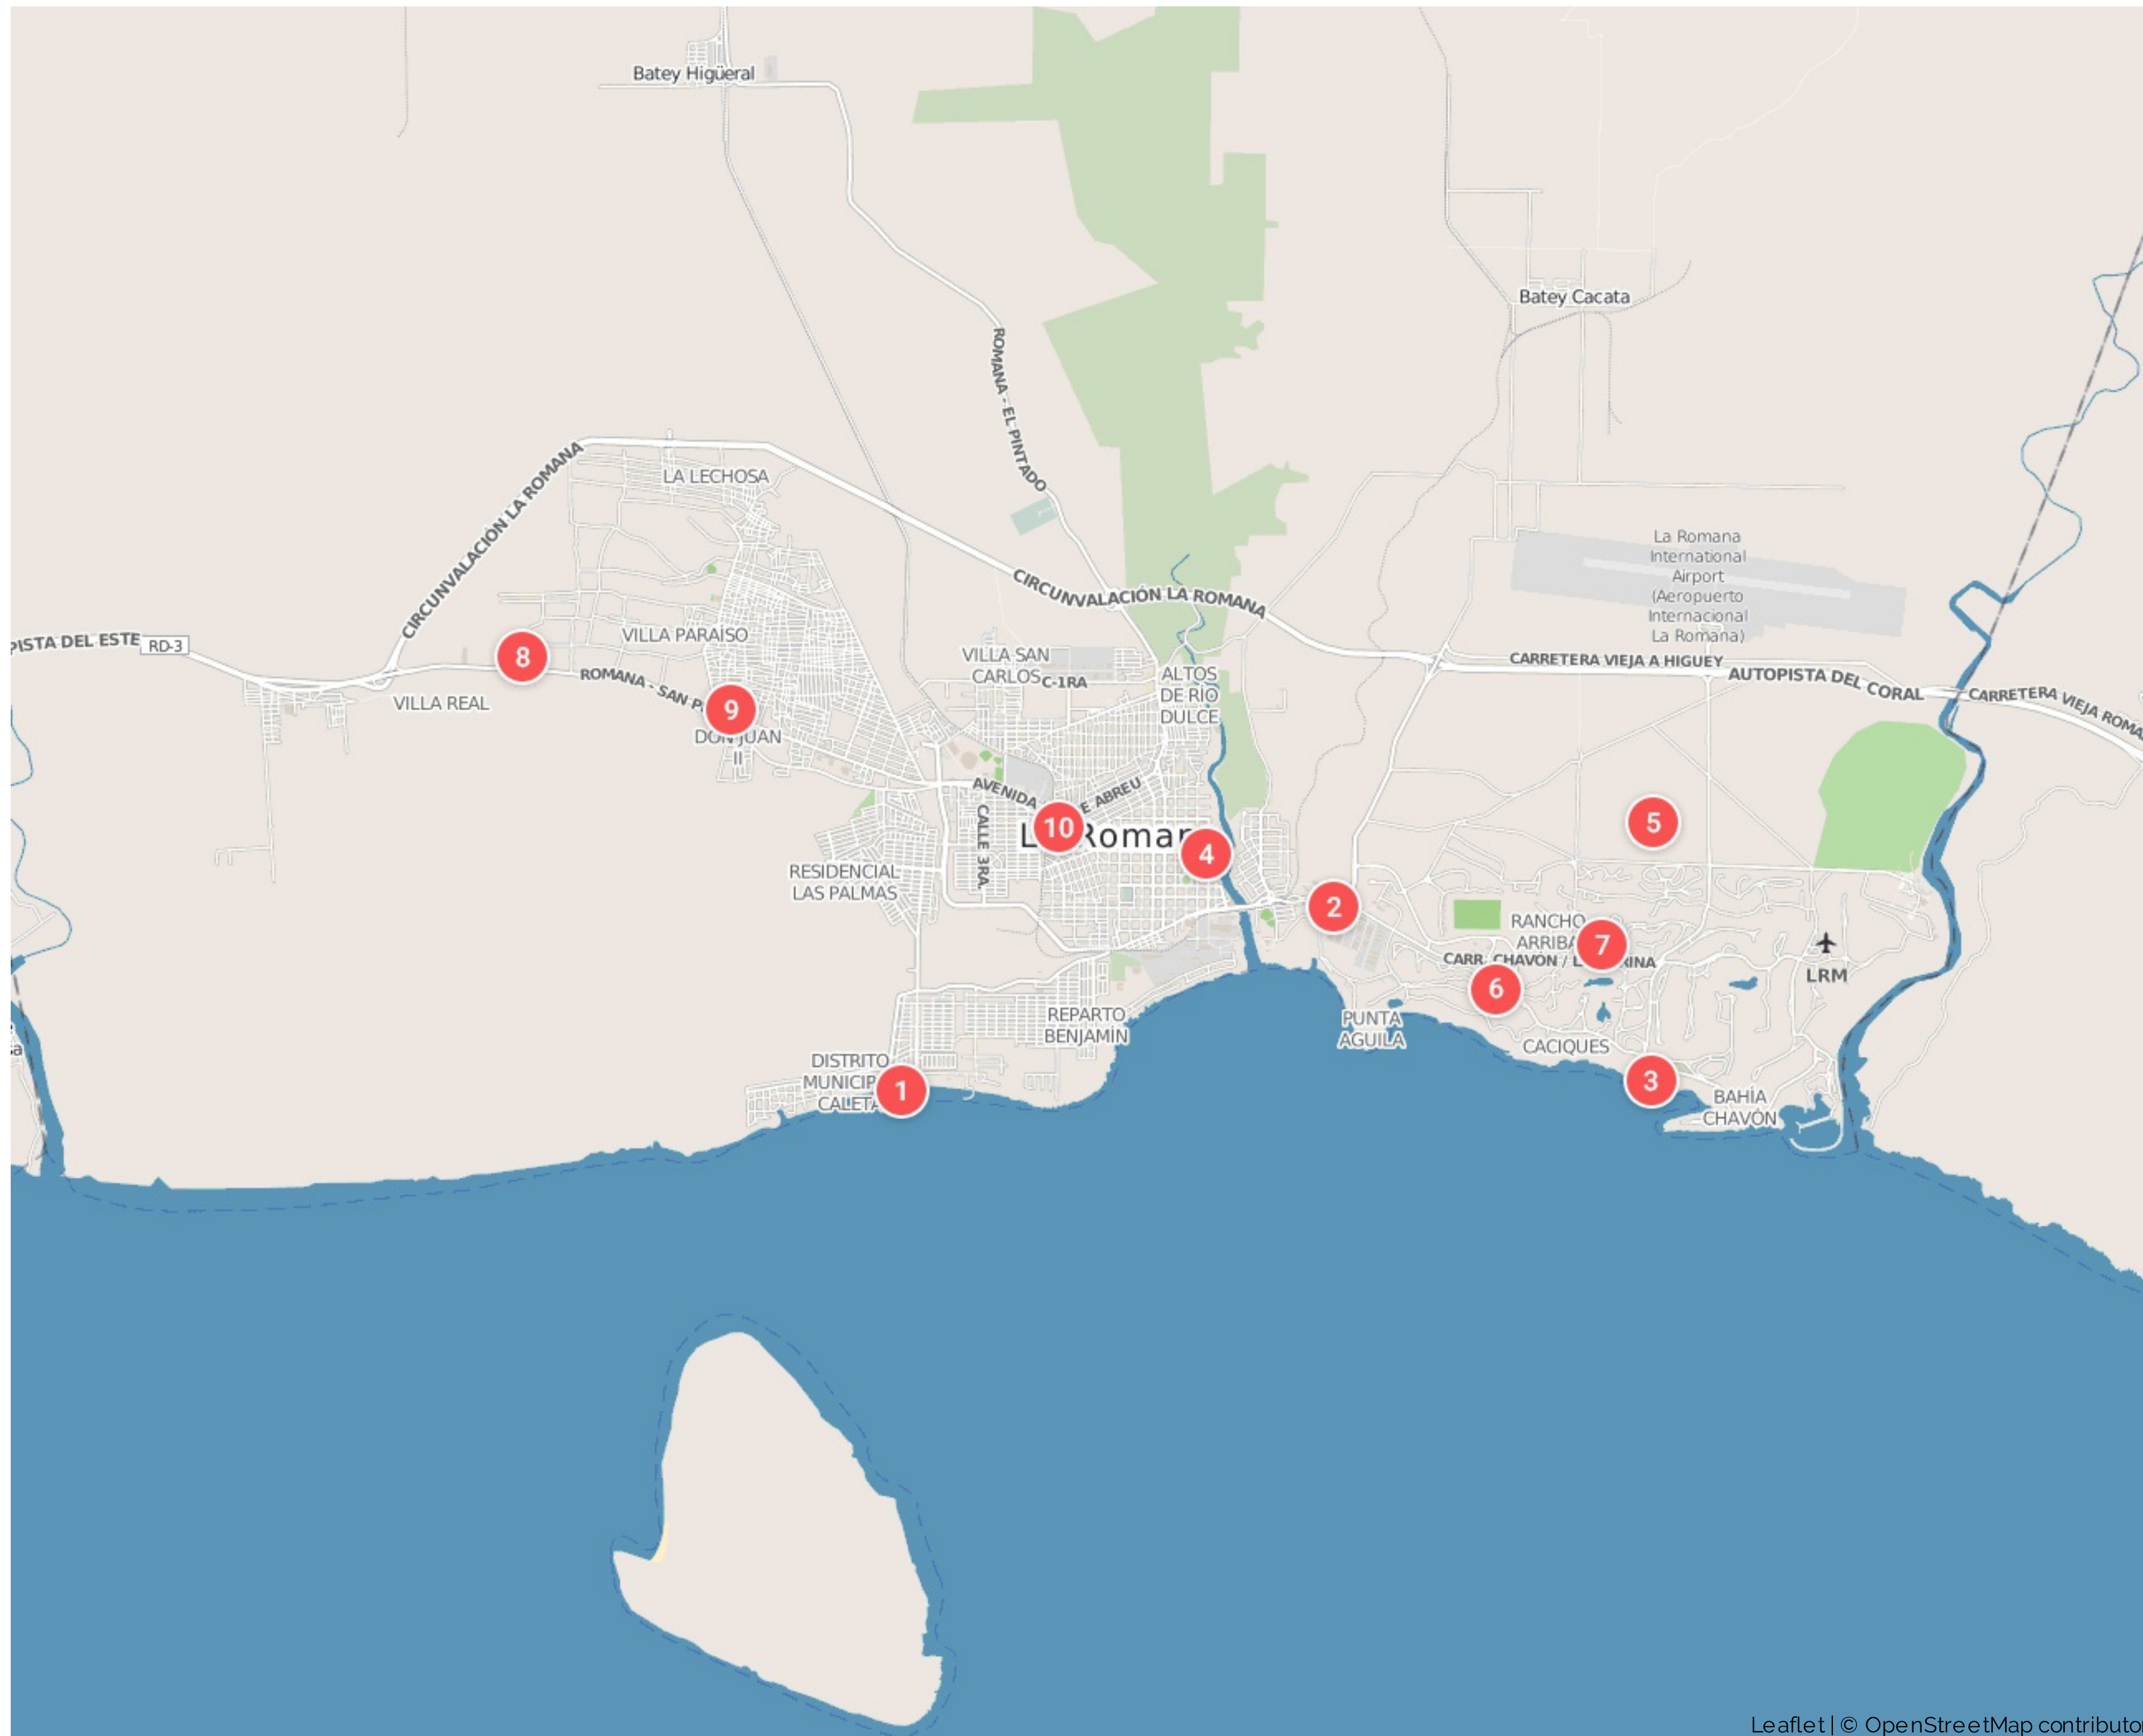 Batey Higüeral
Batey Cacata
ROMANA - EL PINTADO
CIRCUNVALACIÓN LA ROMANA
LA LECHOSA
La Romana
International
Airport
(Aeropuerto
Internacional
La Romana)
CIRCUNVALACIÓN LA ROMANA
PISTA DEL ESTE
RD-3
VILLA PARAÍSO
8
VILLA SAN
CARLOS
C-1RA
ALTOS
DE RÍO
DULCE
CARRETERA VIEJA A HIGUEY
AUTOPISTA DEL CORAL
CARRETERA VIEJA ROMA
VILLA REAL
ROMANA - SAN P
9
DON JUAN
II
AVENIDA
E ABREU
CALLE 3RA.
10
L Romar
4
5
RESIDENCIAL
LAS PALMAS
2
RANCHO
ARRIBA
7
CARR. CHAVÓN / L RINA
6
LRM
REPARTO
BENJAMÍN
PUNTA
AGUILA
CACIQUES
DISTRITO
MUNICIP
CALETA
1
3
BAHÍA
CHAVÓN
a
Leaflet | © OpenStreetMap contributo